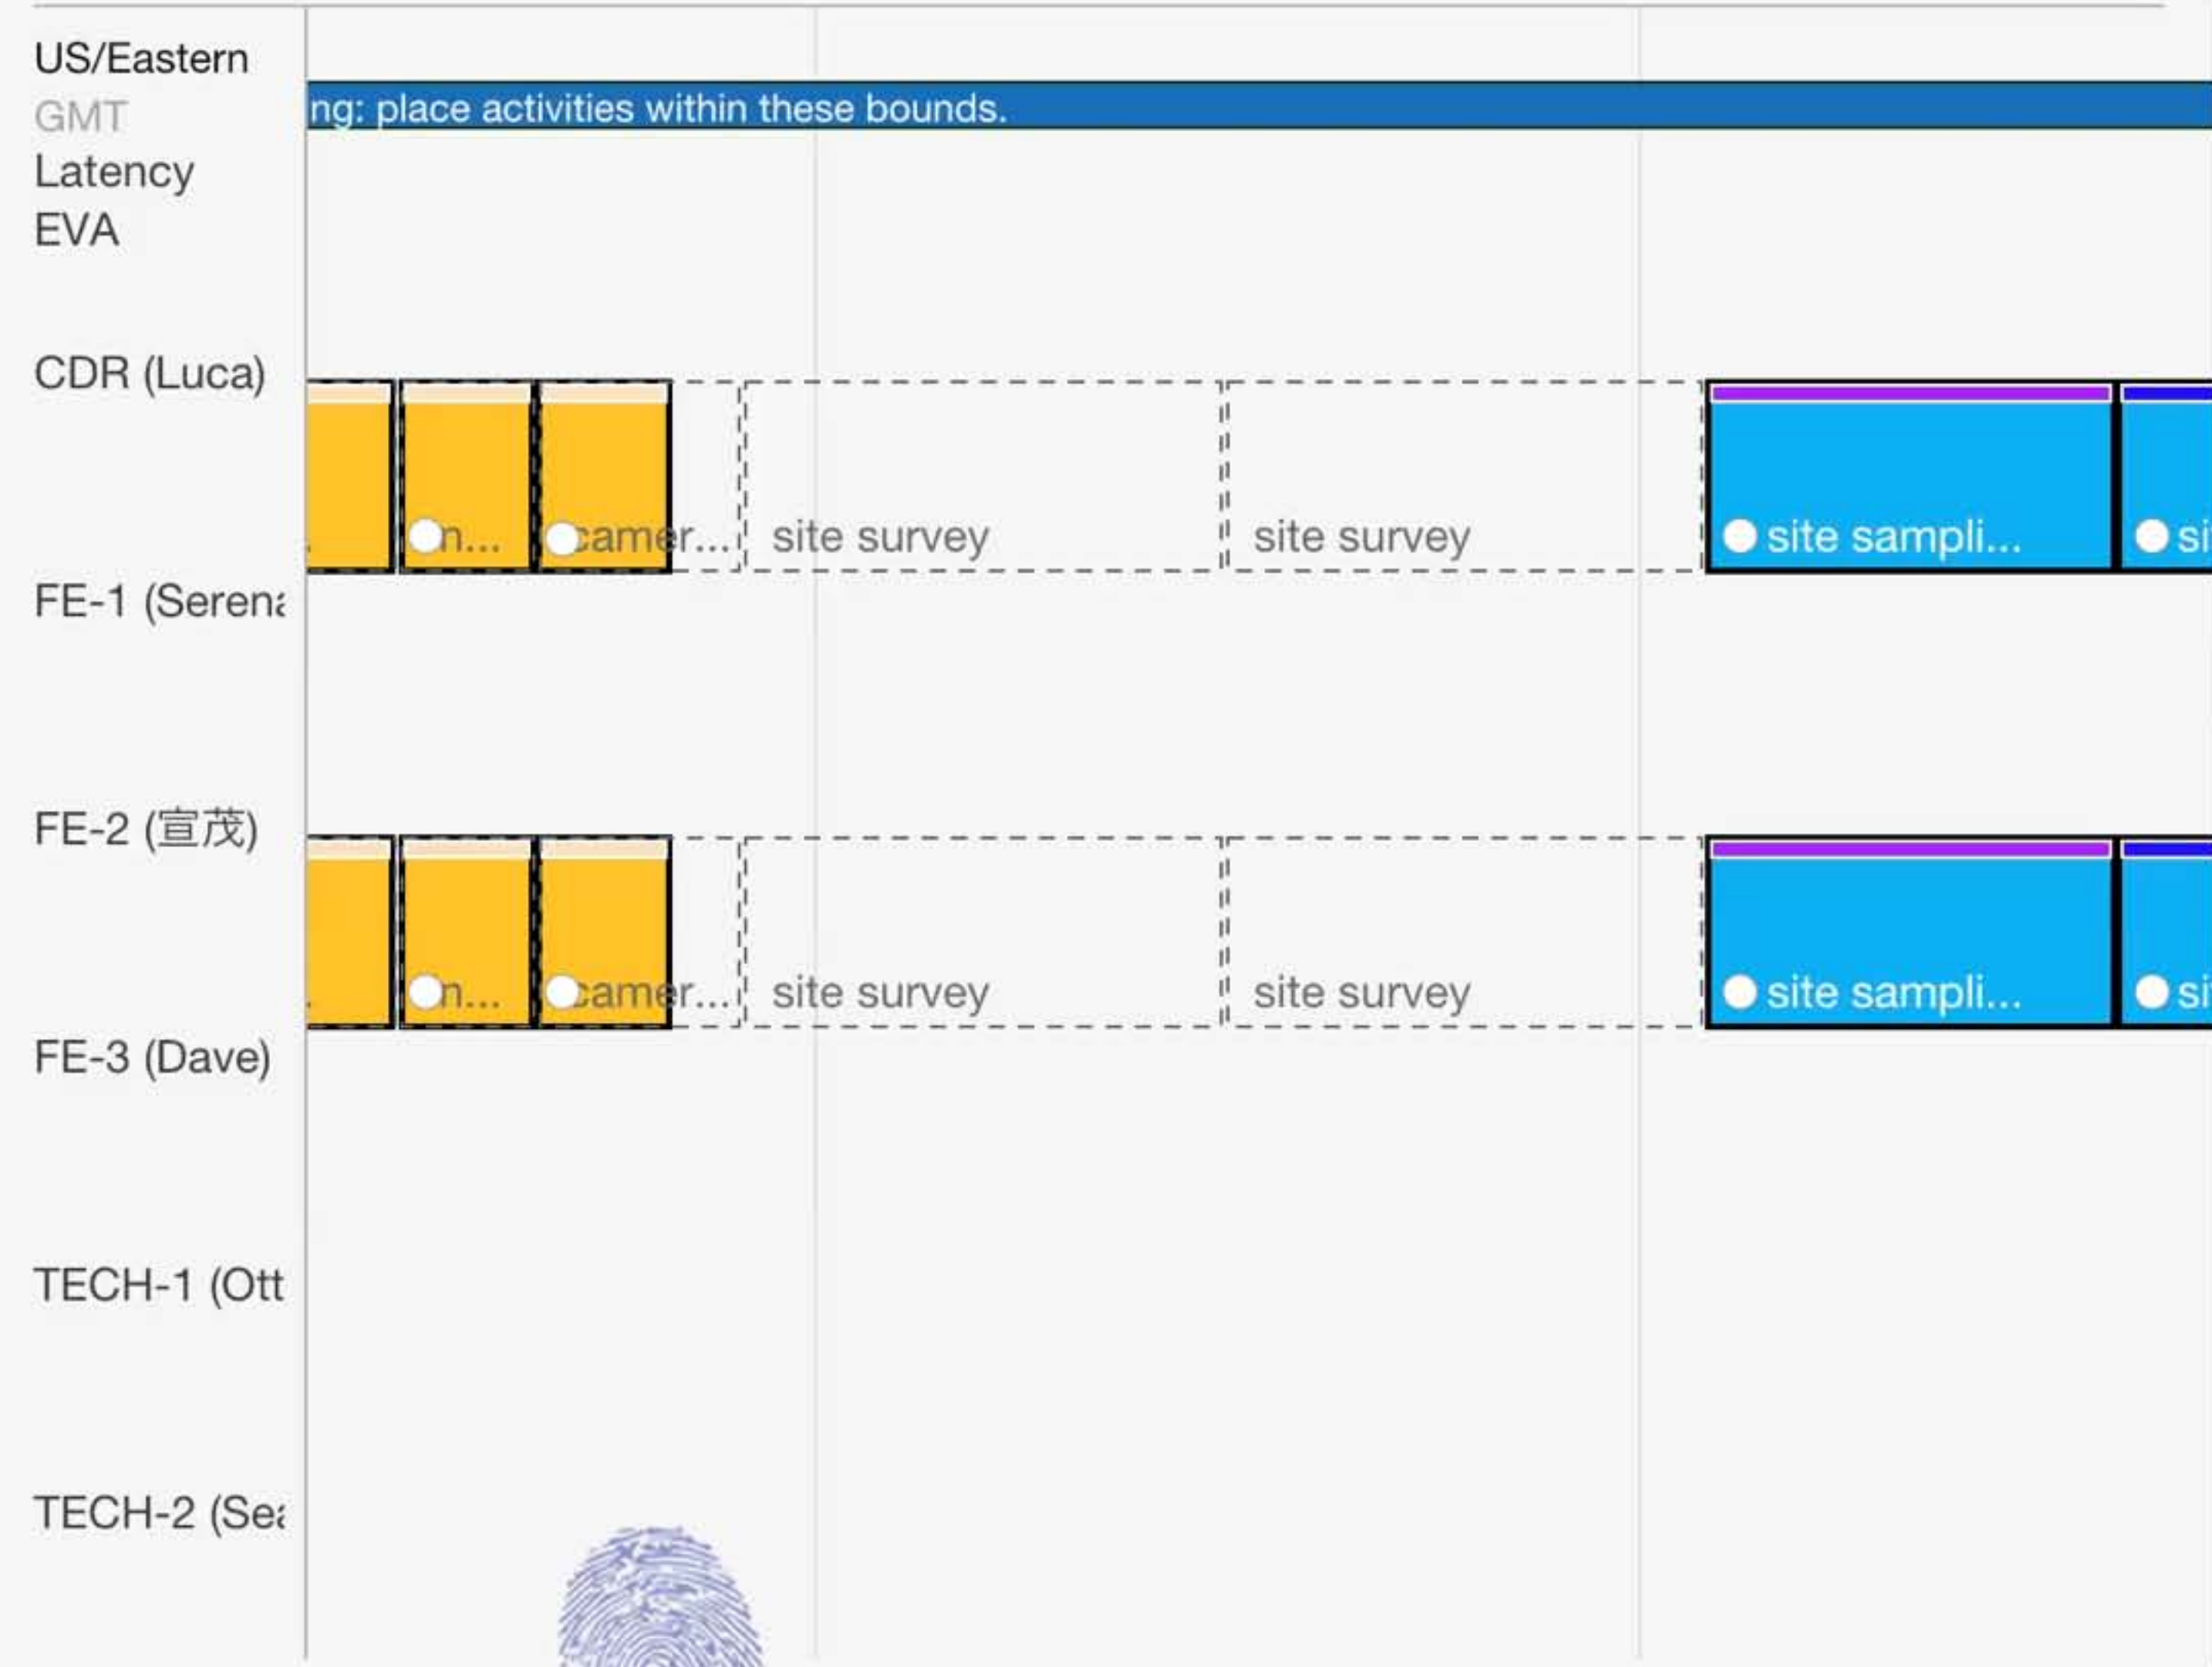 US/Eastern
ng: place activities within these bounds.
GMT
Latency
EVA
CDR (Luca)
n... camer... site survey site survey site sampli... si
FE-1 (Seren
FE-2 (宣茂)
n... camer... site survey site survey site sampli... si
FE-3 (Dave)
TECH-1 (Ott
TECH-2 (Se